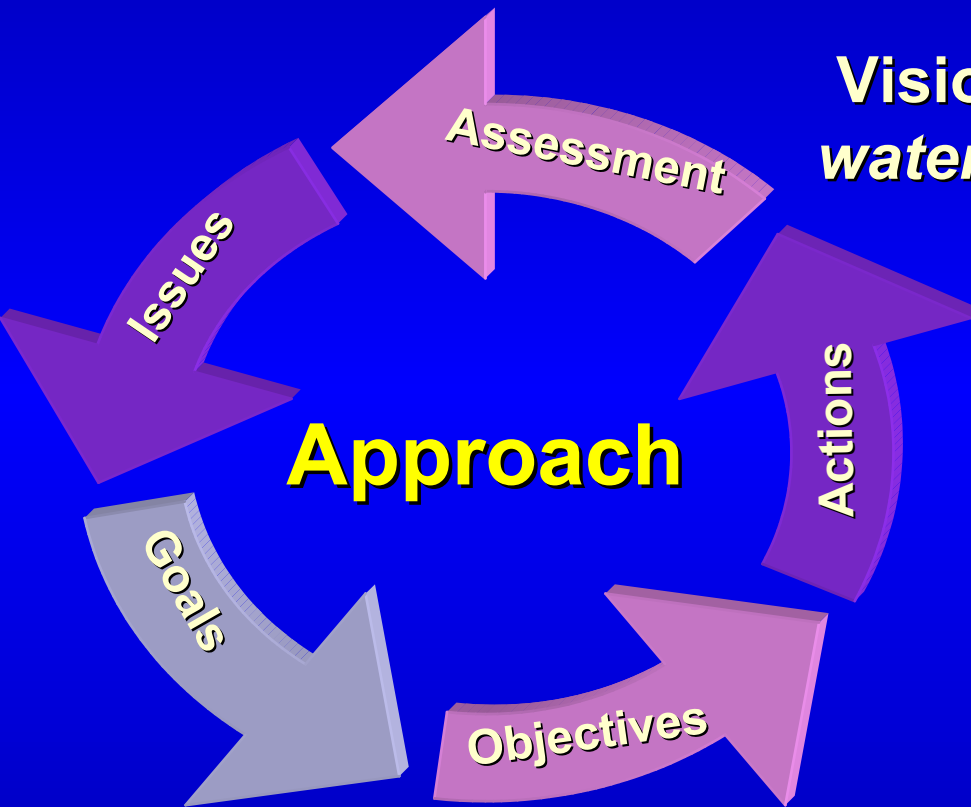 Assessment
Issues
Approach
Actions
Goals
Objectives